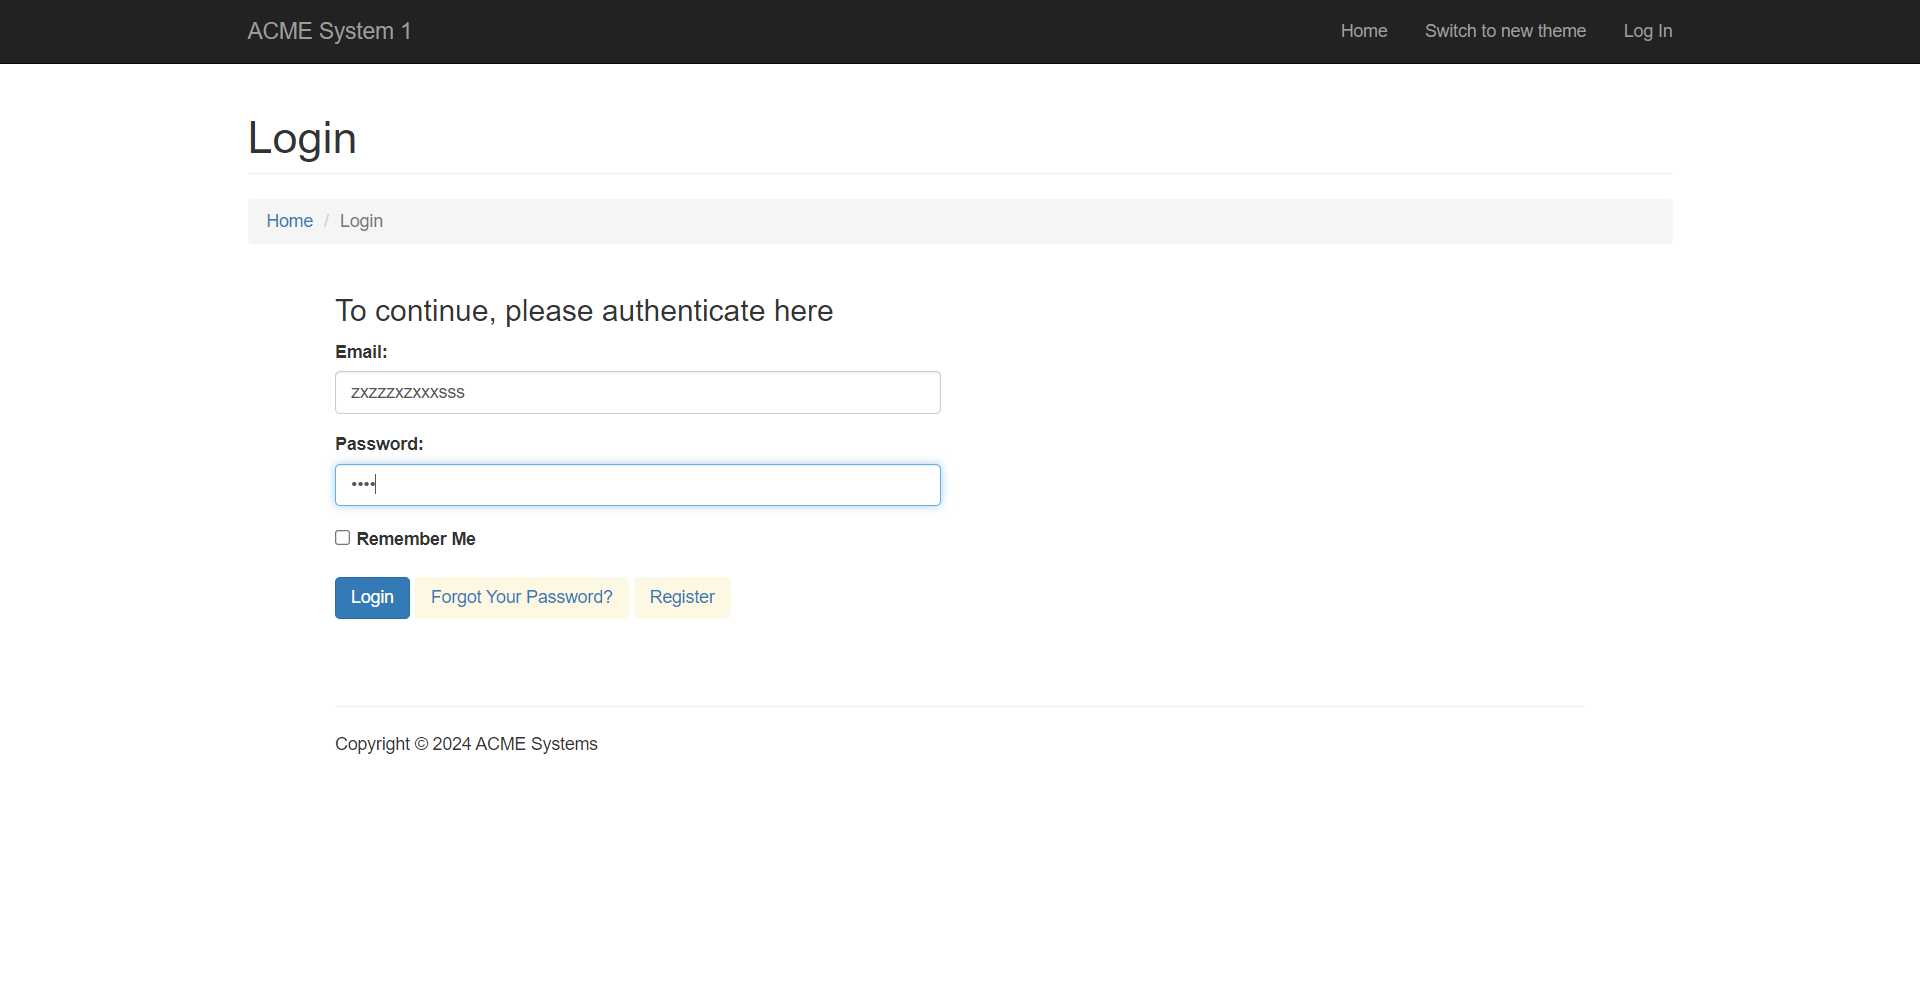 ACME System 1
Home
Switch to new theme
Log In
Login
Home / Login
To continue, please authenticate here
Email:
zxzzzxzxxxsss
Password:
••••
Remember Me
Login
Forgot Your Password?
Register
Copyright © 2024 ACME Systems